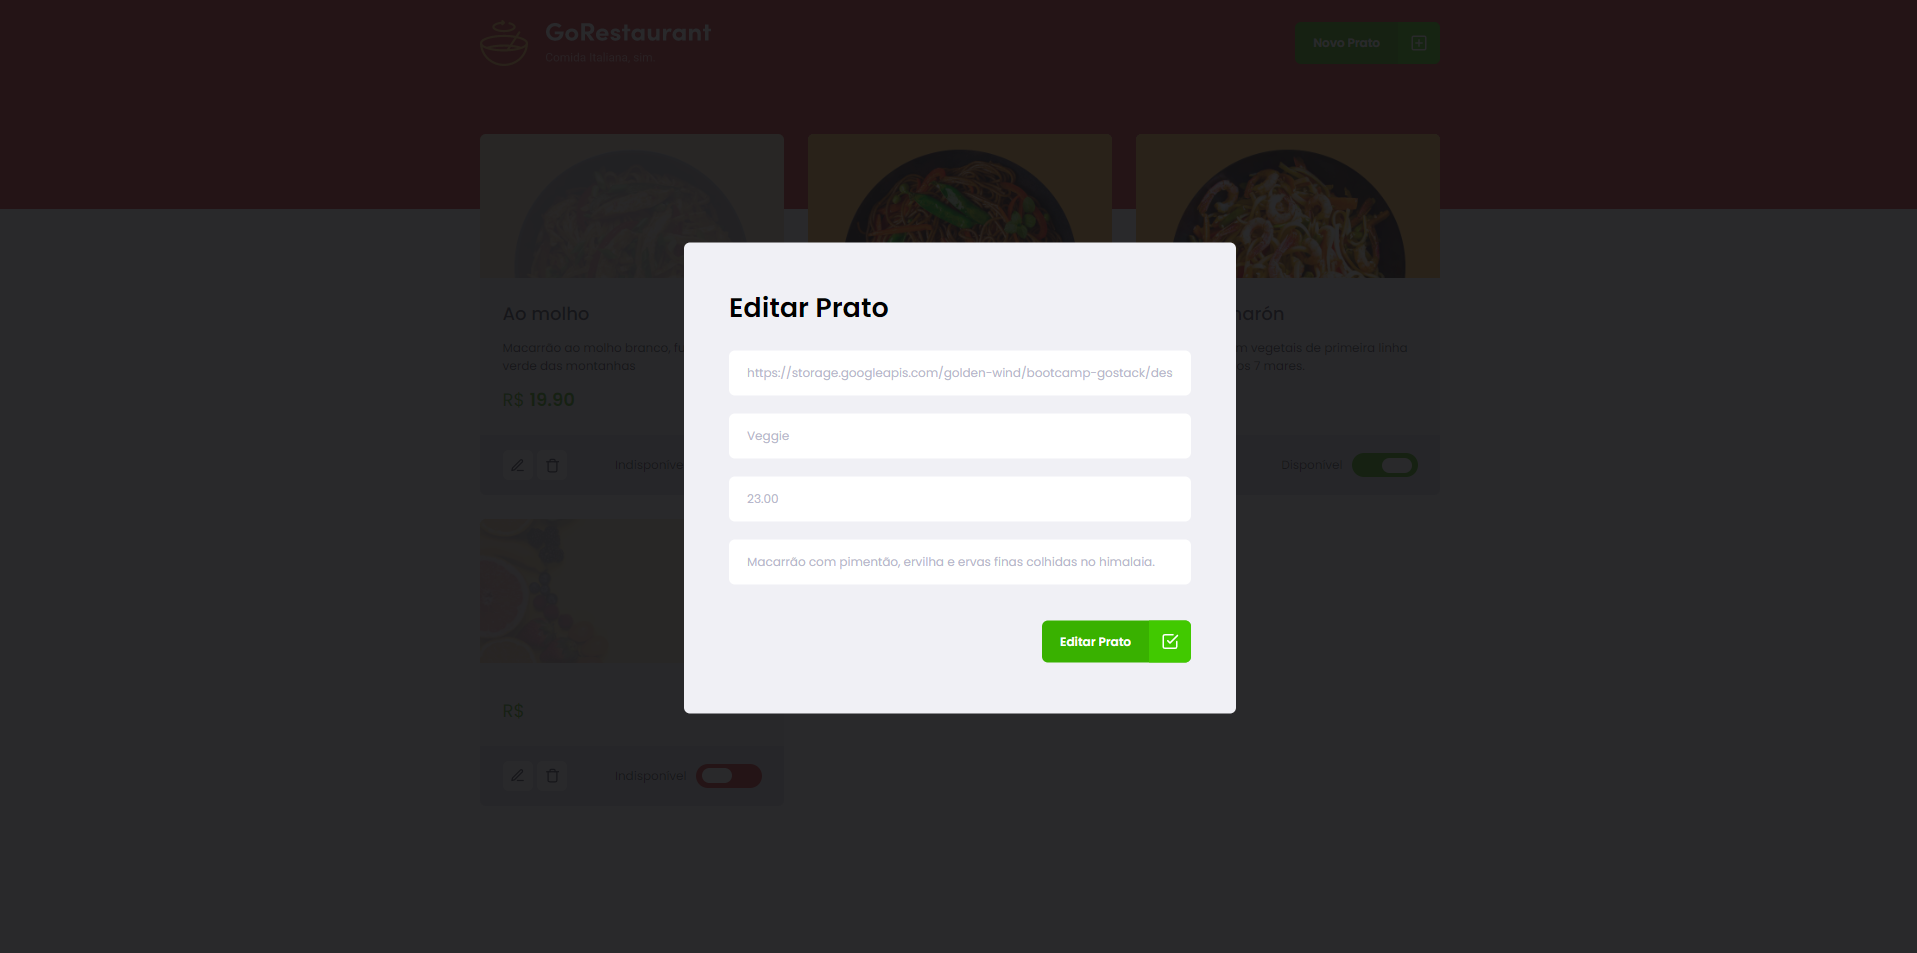 GoRestaurant
Comida italiana, sim
Novo Prato
Editar Prato
https://storage.googleapis.com/golden-wind/bootcamp-gostack/des
Veggie
23.00
Macarrão com pimentão, ervilha e ervas finas colhidas no himalaia.
Editar Prato
Ao molho
Macarrão ao molho branco, fu
verde das montanhas.
R$ 19.90
Indisponíve
arón
m vegetais de primeira linha
os 7 mares.
Disponível
R$
Indisponível